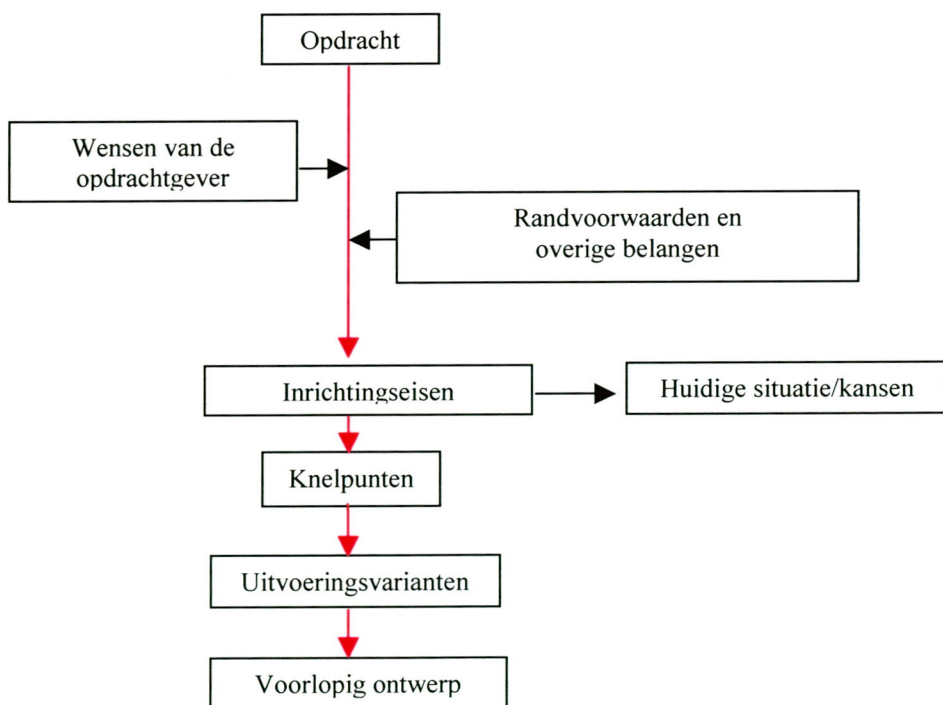 Opdracht
Wensen van de
opdrachtgever
Randvoorwaarden en
overige belangen
Inrichtingseisen
Huidige situatie/kansen
Knelpunten
Uitvoeringsvarianten
Voorlopig ontwerp